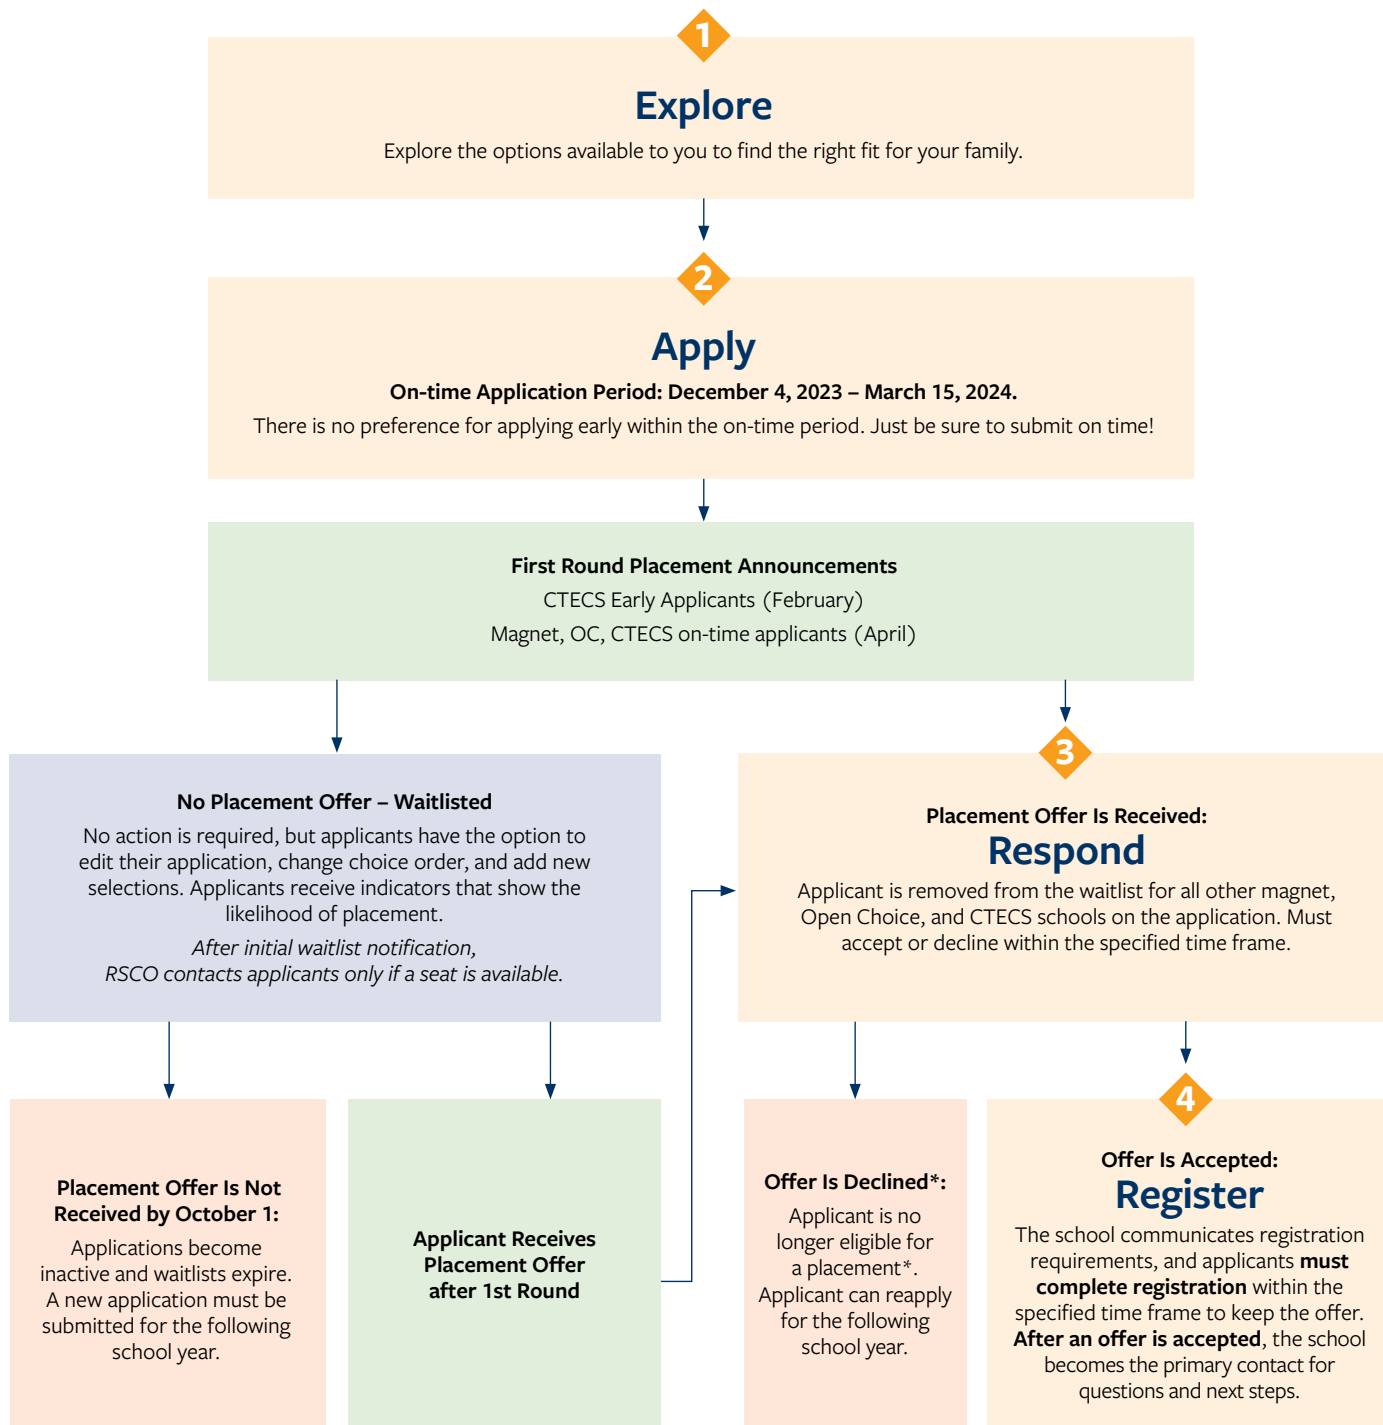 1
Explore
Explore the options available to you to find the right fit for your family.
2
Apply
On-time Application Period: December 4, 2023 – March 15, 2024.
There is no preference for applying early within the on-time period. Just be sure to submit on time!
First Round Placement Announcements
CTECS Early Applicants (February)
Magnet, OC, CTECS on-time applicants (April)
No Placement Offer – Waitlisted
No action is required, but applicants have the option to
edit their application, change choice order, and add new
selections. Applicants receive indicators that show the
likelihood of placement.
After initial waitlist notification,
RSCO contacts applicants only if a seat is available.
3
Placement Offer Is Received:
Respond
Applicant is removed from the waitlist for all other magnet,
Open Choice, and CTECS schools on the application. Must
accept or decline within the specified time frame.
Placement Offer Is Not
Received by October 1:
Applications become
inactive and waitlists expire.
A new application must be
submitted for the following
school year.
Applicant Receives
Placement Offer
after 1st Round
Offer Is Declined*:
Applicant is no
longer eligible for
a placement*.
Applicant can reapply
for the following
school year.
4
Offer Is Accepted:
Register
The school communicates registration
requirements, and applicants must
complete registration within the
specified time frame to keep the offer.
After an offer is accepted, the school
becomes the primary contact for
questions and next steps.